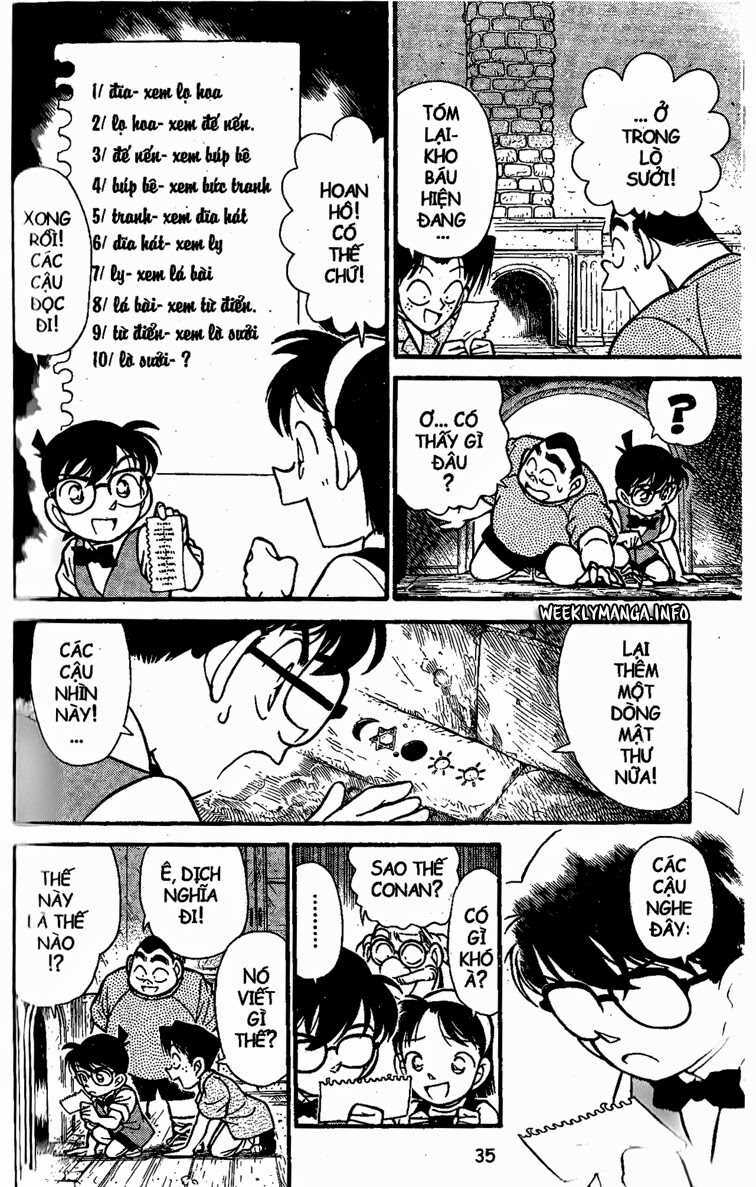 1/ đĩa- xem lọ hoa
2/ lọ hoa- xem đế nến.
3/ đế nến- xem búp bê
4/ búp bê- xem bức tranh
5/ tranh- xem đĩa hát
6/ đĩa hát- xem ly
7/ ly- xem lá bài
8/ lá bài- xem từ điển.
9/ từ điển- xem lò sưởi
10/ lò sưởi- ?
XONG
RỒI!
CÁC
CẬU
ĐỌC
ĐI!
HOAN
HÔ!
CÓ
THẾ
CHỨ!
TÓM
LẠI-
KHO
BÁU
HIỆN
ĐANG
...
... Ở
TRONG
LÒ
SƯỞI!
Ơ... CÓ
THẤY GÌ
ĐÂU?
?
WEEKLYMANGA.INFO
CÁC
CẬU
NHÌN
NÀY!
...
LẠI
THÊM
MỘT
DÒNG
MẬT
THƯ
NỮA!
THẾ
NÀY
LÀ THẾ
NÀO
!?
Ê, DỊCH
NGHĨA
ĐI!
NÓ
VIẾT
GÌ
THẾ?
.........
SAO THẾ
CONAN?
CÓ
GÌ
KHÓ
À?
CÁC
CẬU
NGHE
ĐÂY:
35